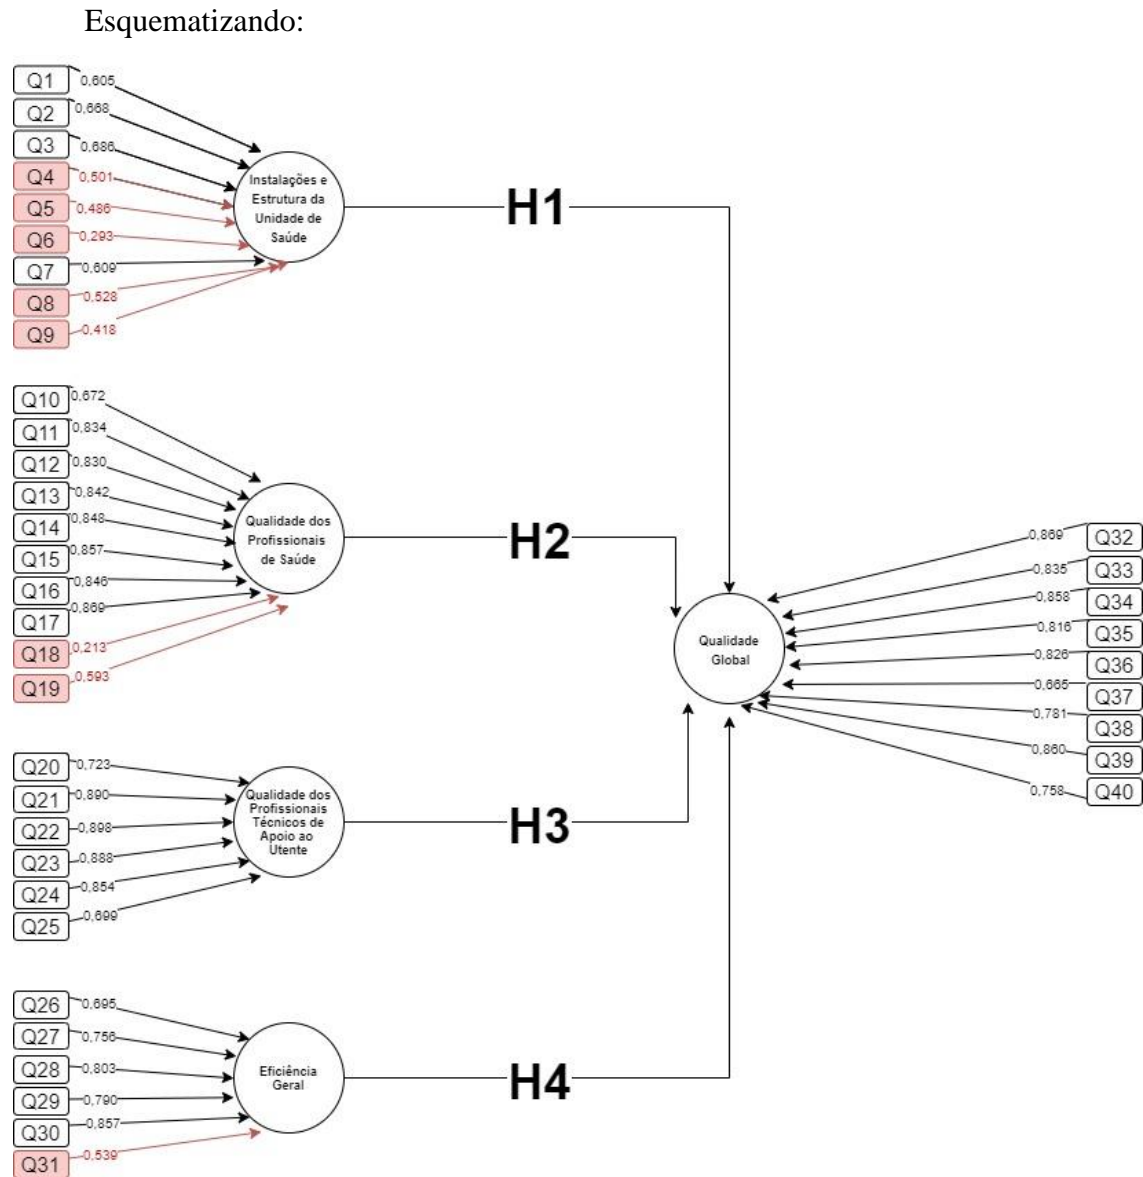 Esquematizando:
Q1 0,605
Q2 0,668
Q3 0,686
Q4 0,501
Q5 0,486
Q6 0,293
Q7 0,609
Q8 0,528
Q9 0,418
Instalações e
Estrutura da
Unidade de
Saúde
H1
Q10 0,672
Q11 0,834
Q12 0,830
Q13 0,842
Q14 0,848
Q15 0,857
Q16 0,846
Q17 0,869
Q18 0,213
Q19 0,593
Qualidade dos
Profissionais
de Saúde
H2
Q20 0,723
Q21 0,890
Q22 0,898
Q23 0,888
Q24 0,854
Q25 0,699
Qualidade dos
Profissionais
Técnicos de
Apoio ao
Utente
H3
Q26 0,695
Q27 0,756
Q28 0,803
Q29 0,790
Q30 0,857
Q31 0,539
Eficiência
Geral
H4
Qualidade
Global
0,869 Q32
0,835 Q33
0,858 Q34
0,816 Q35
0,826 Q36
0,665 Q37
0,781 Q38
0,860 Q39
0,758 Q40